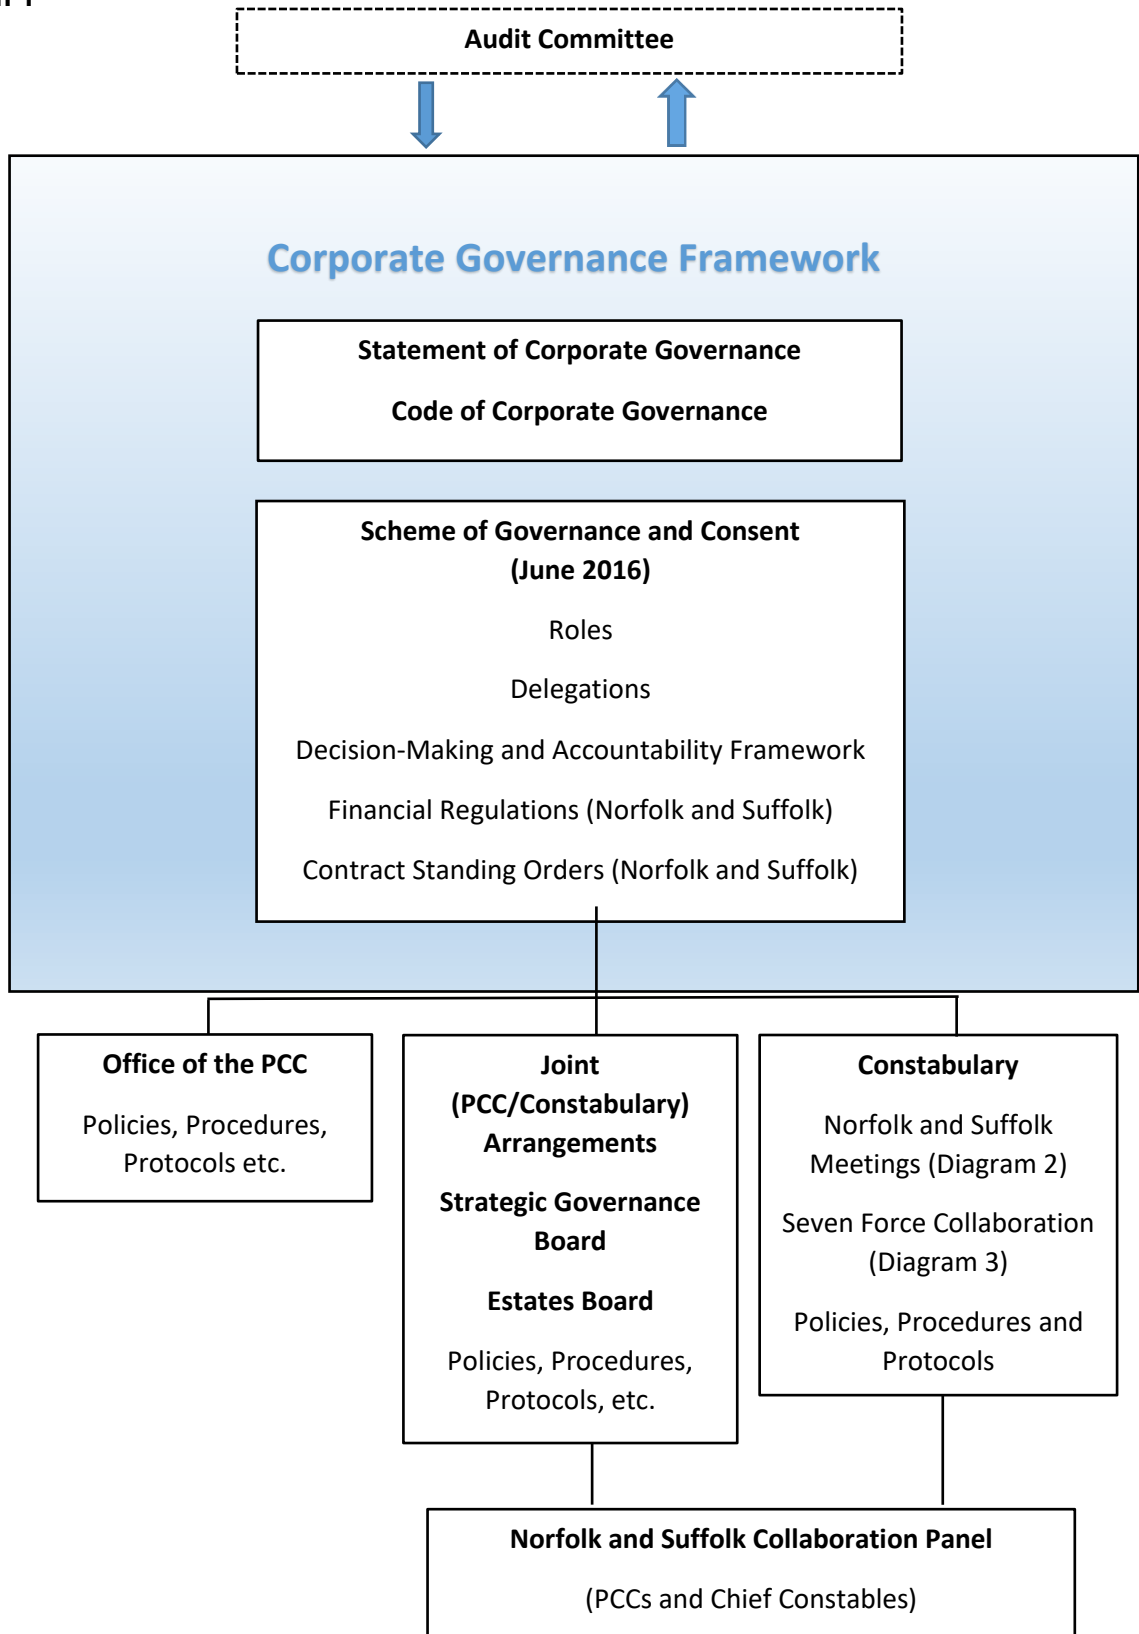 Audit Committee
Corporate Governance Framework
Statement of Corporate Governance
Code of Corporate Governance
Scheme of Governance and Consent
(June 2016)
Roles
Delegations
Decision-Making and Accountability Framework
Financial Regulations (Norfolk and Suffolk)
Contract Standing Orders (Norfolk and Suffolk)
Office of the PCC
Policies, Procedures,
Protocols etc.
Joint
(PCC/Constabulary)
Arrangements
Strategic Governance
Board
Estates Board
Policies, Procedures,
Protocols, etc.
Constabulary
Norfolk and Suffolk
Meetings (Diagram 2)
Seven Force Collaboration
(Diagram 3)
Policies, Procedures and
Protocols
Norfolk and Suffolk Collaboration Panel
(PCCs and Chief Constables)